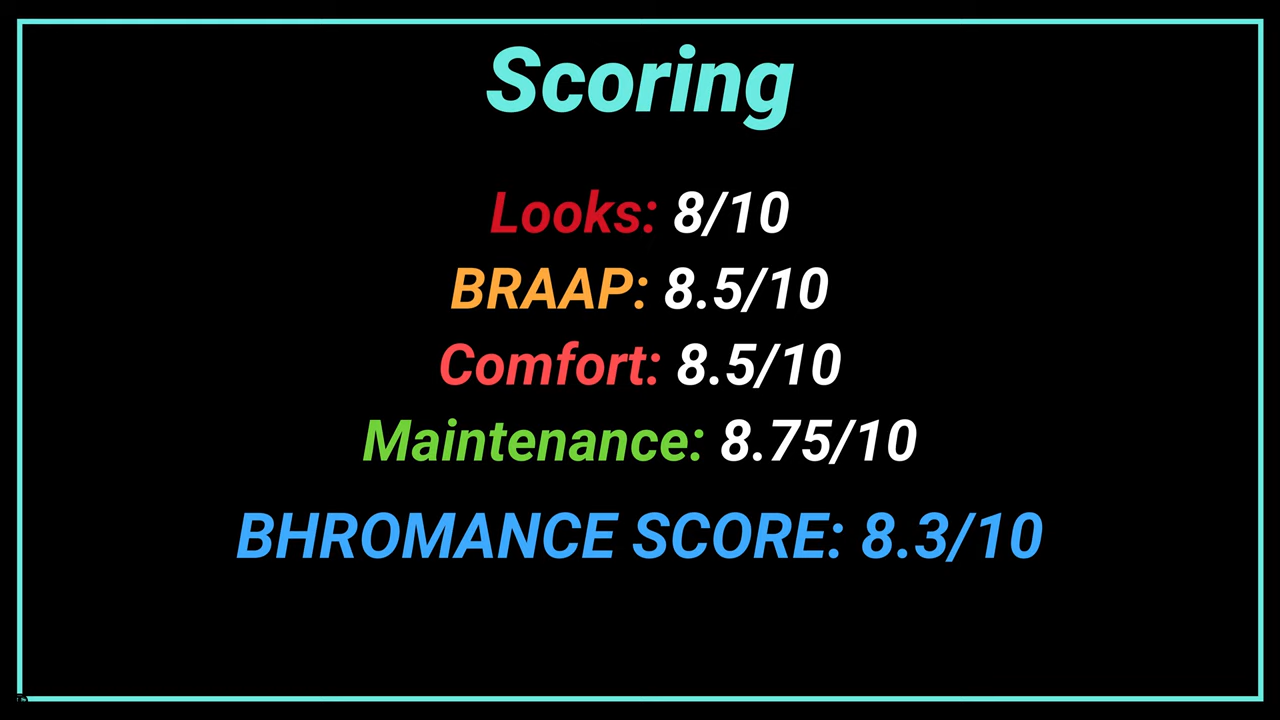 Scoring
Looks: 8/10
BRAAP: 8.5/10
Comfort: 8.5/10
Maintenance: 8.75/10
BHROMANCE SCORE: 8.3/10